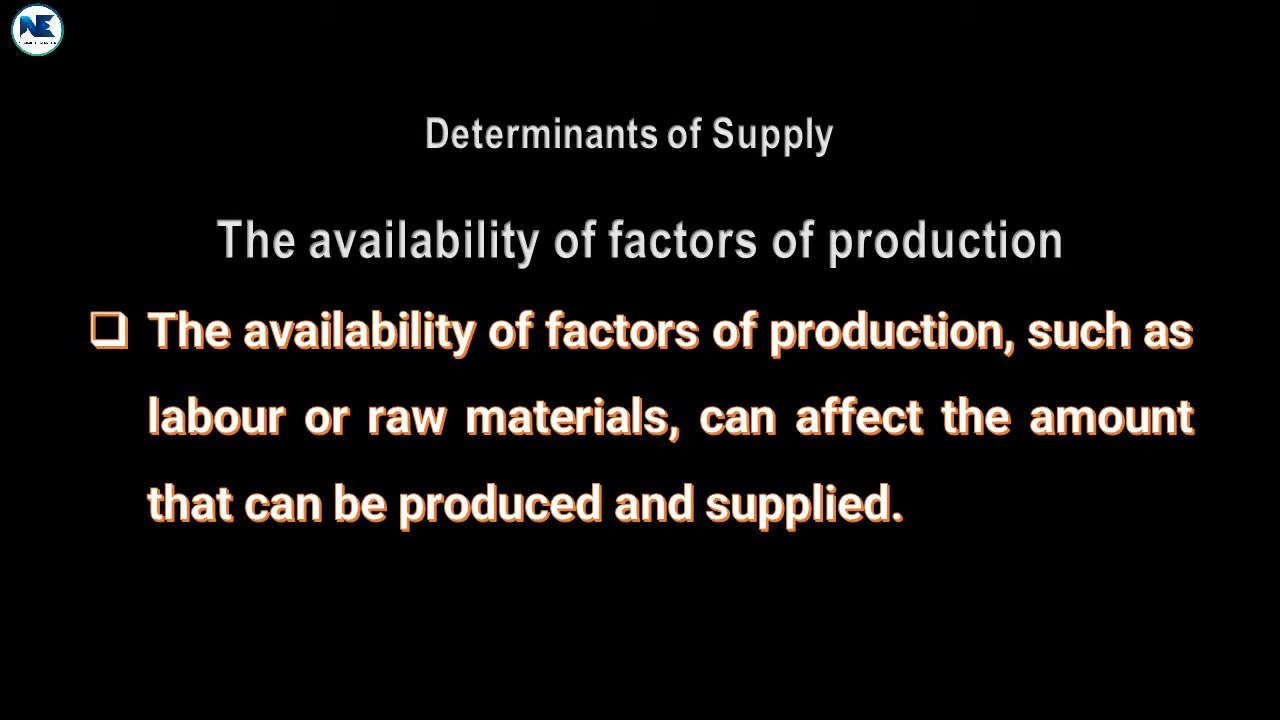 NE
Determinants of Supply
The availability of factors of production
❑ The availability of factors of production, such as
labour or raw materials, can affect the amount
that can be produced and supplied.